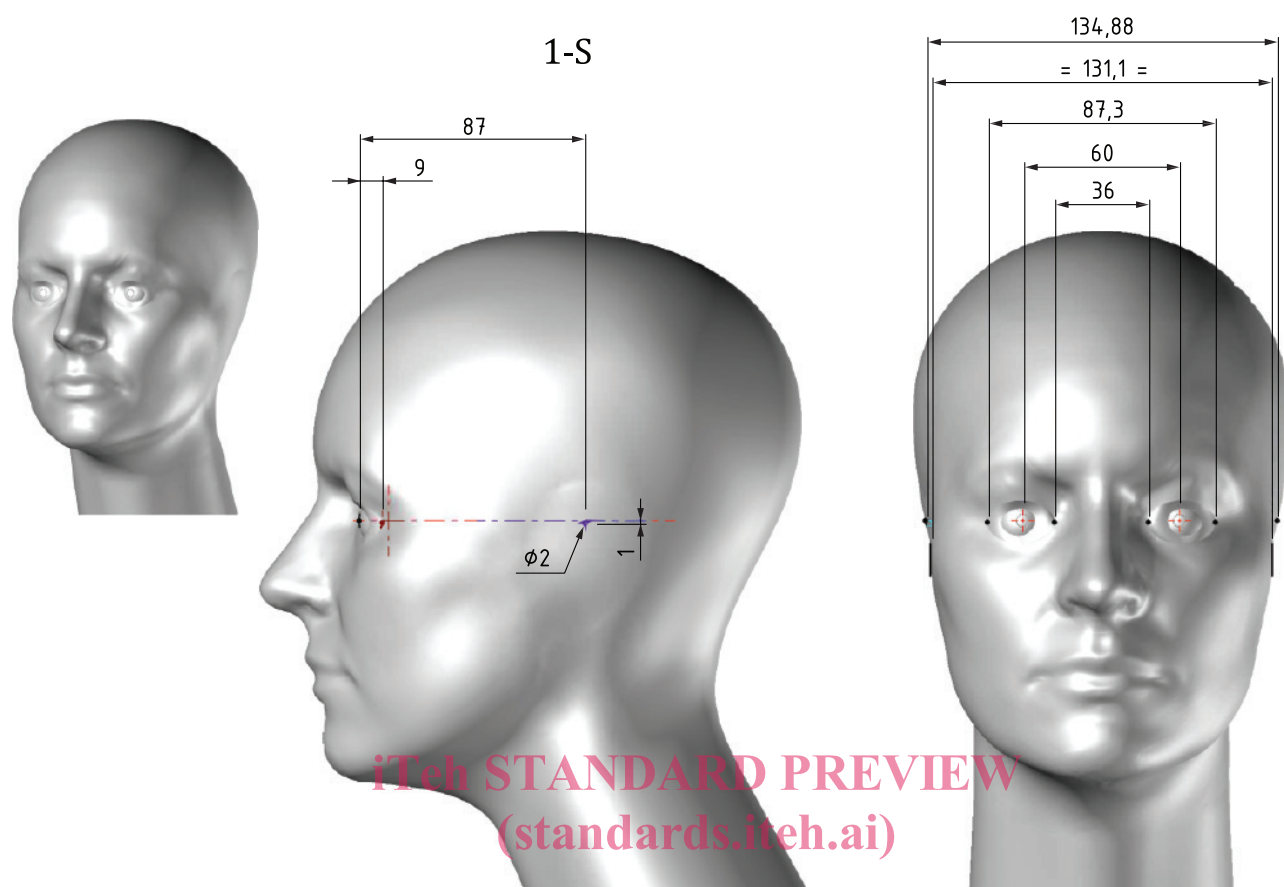 1-S
87
9
ϕ2
1
134,88
= 131,1 =
87,3
60
36
iTeh STANDARD PREVIEW
(standards.iteh.ai)